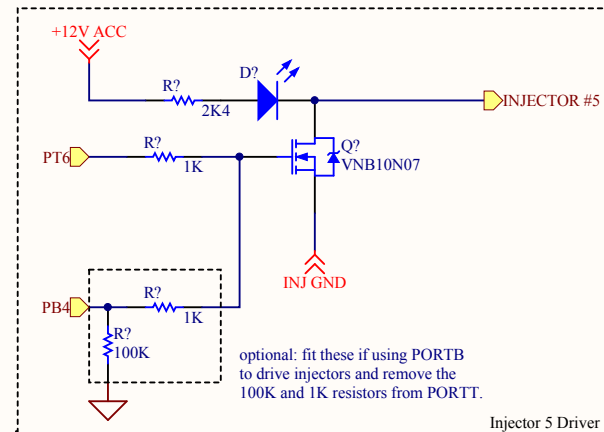 +12V ACC
D?
R?
2K4
INJECTOR #5
PT6
R?
1K
Q?
VNB10N07
INJ GND
PB4
R?
1K
R?
100K
optional: fit these if using PORTB
to drive injectors and remove the
100K and 1K resistors from PORTT.
Injector 5 Driver